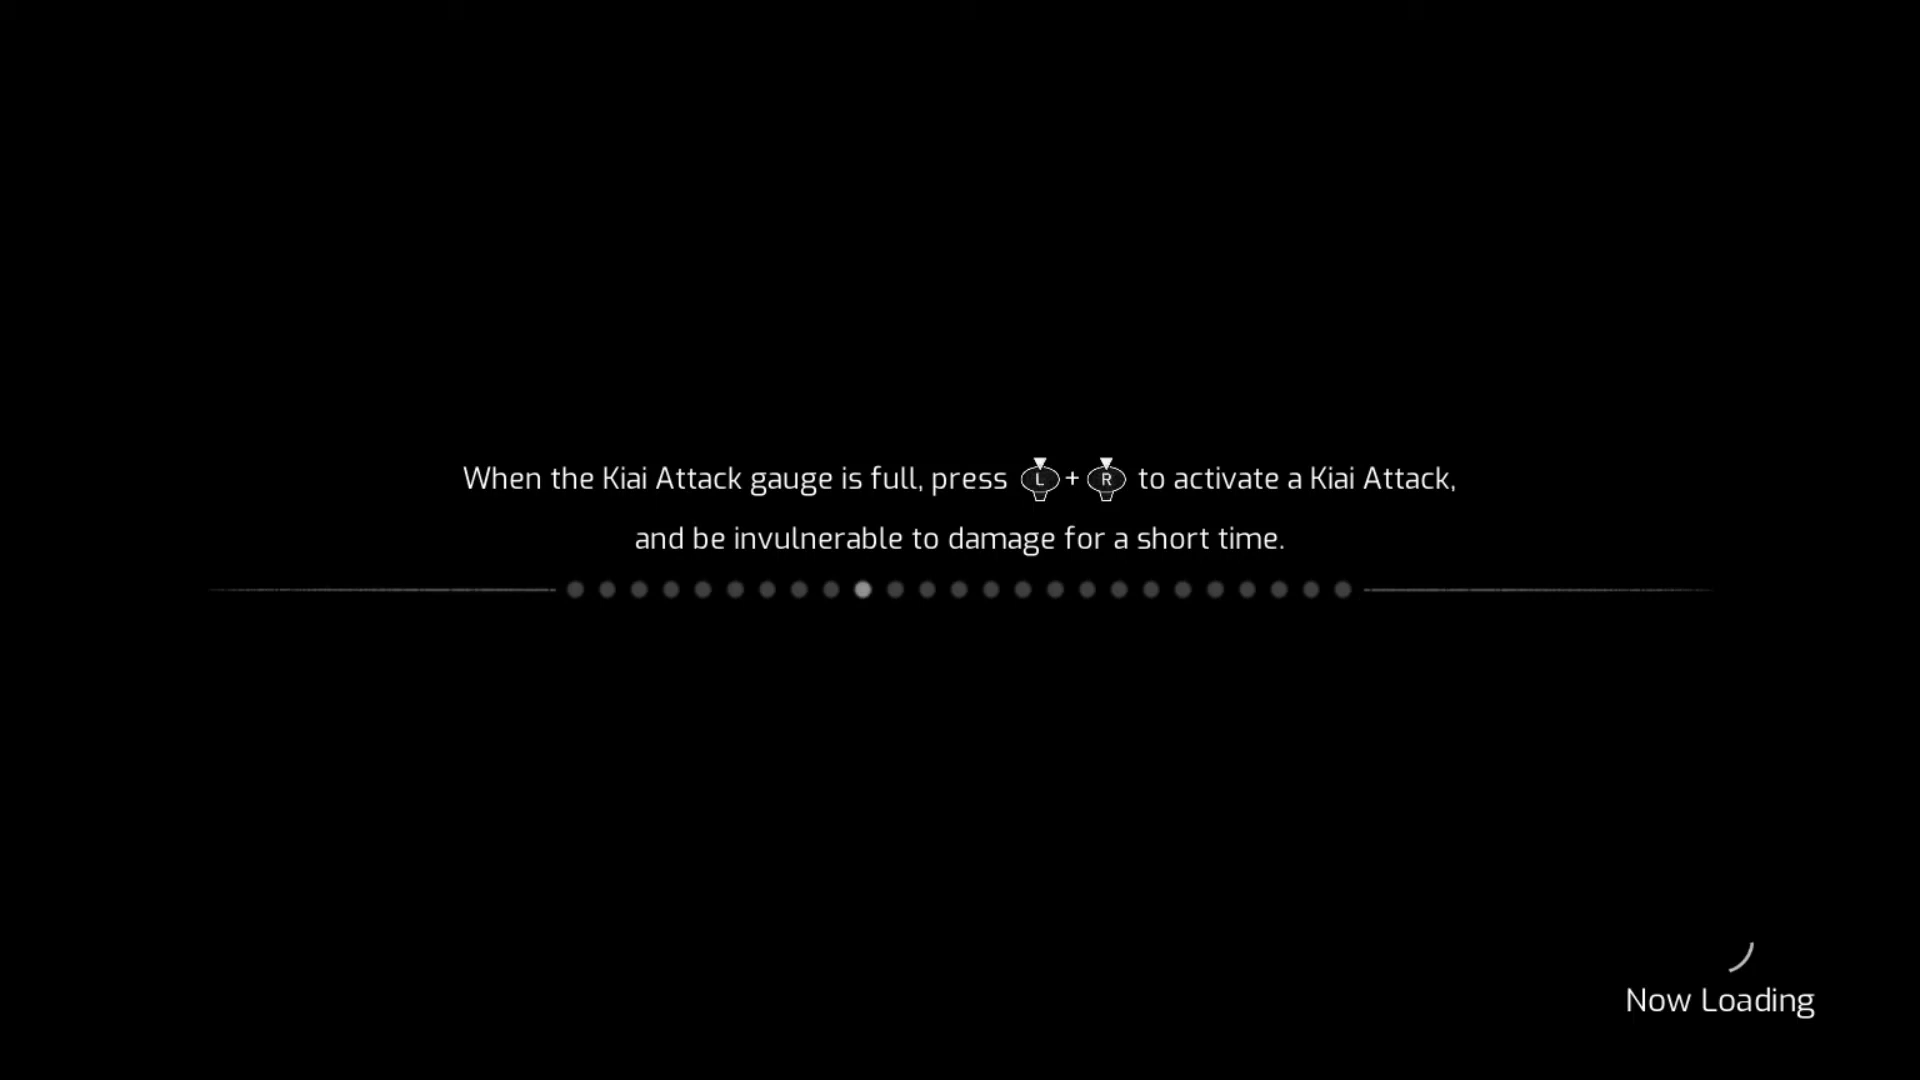 When the Kiai Attack gauge is full, press L + R to activate a Kiai Attack,
and be invulnerable to damage for a short time.
Now Loading